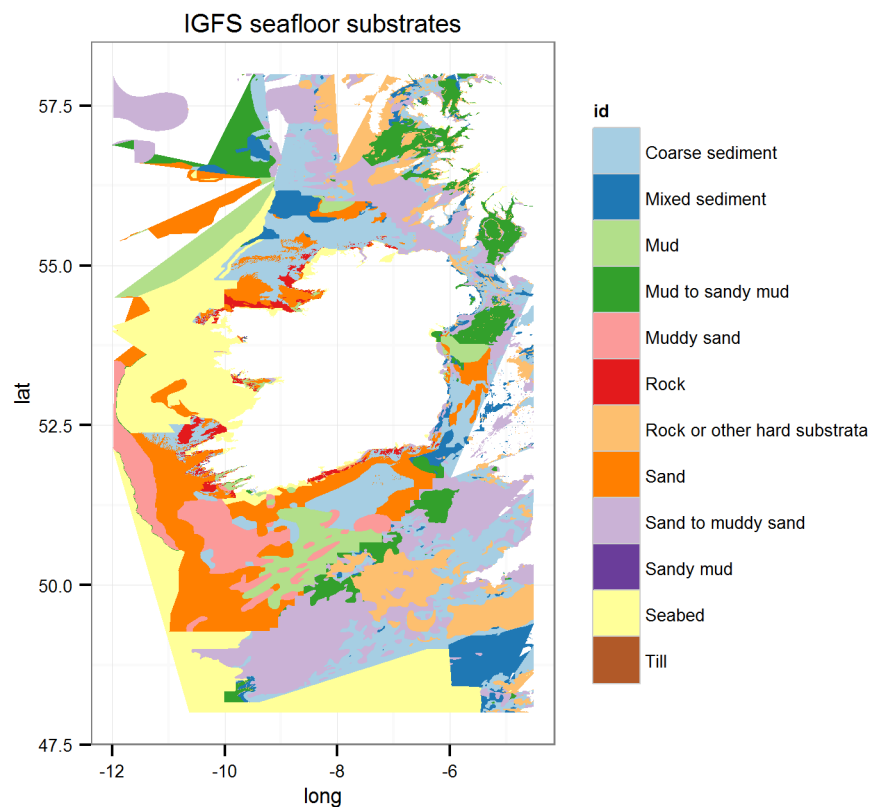 IGFS seafloor substrates
57.5
55.0
52.5
50.0
47.5
lat
-12
-10
-8
-6
long
id
Coarse sediment
Mixed sediment
Mud
Mud to sandy mud
Muddy sand
Rock
Rock or other hard substrata
Sand
Sand to muddy sand
Sandy mud
Seabed
Till